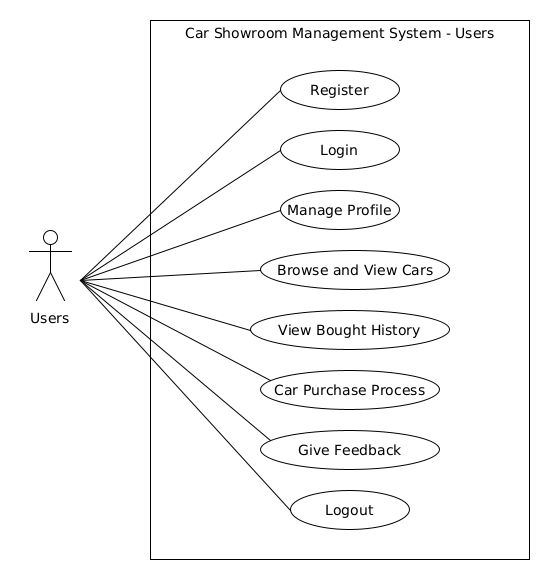 Car Showroom Management System - Users
Register
Login
Manage Profile
Browse and View Cars
Users
View Bought History
Car Purchase Process
Give Feedback
Logout